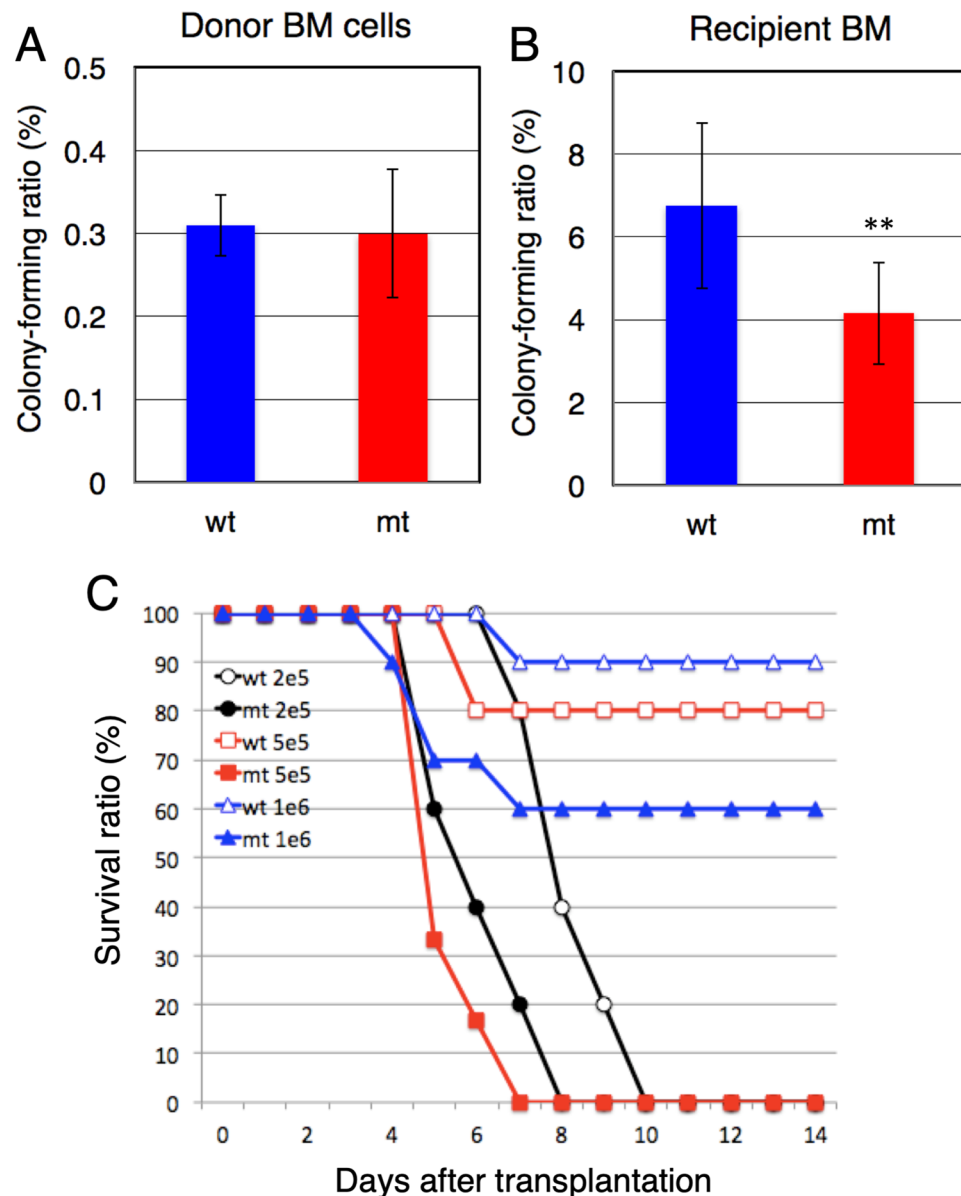 A
Donor BM cells
Colony-forming ratio (%)
0.5
0.4
0.3
0.2
0.1
0
wt
mt
B
Recipient BM
Colony-forming ratio (%)
10
8
6
4
2
0
**
wt
mt
C
Survival ratio (%)
100
90
80
70
60
50
40
30
20
10
0
wt 2e5
mt 2e5
wt 5e5
mt 5e5
wt 1e6
mt 1e6
0 2 4 6 8 10 12 14
Days after transplantation